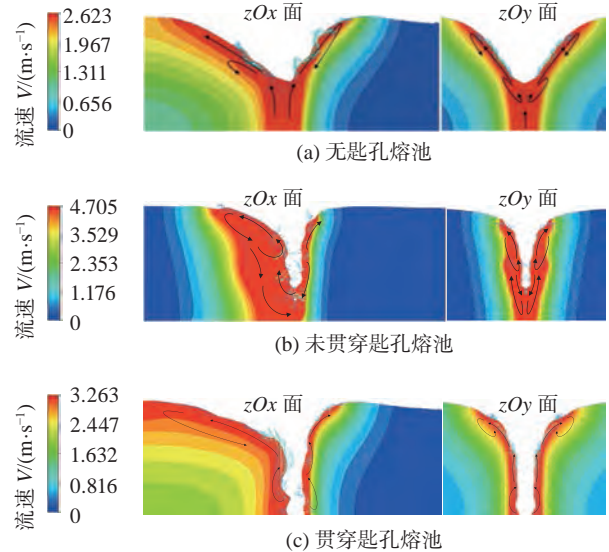 zOx 面 zOy 面
流速 V/(m·s⁻¹)
2.623
1.967
1.311
0.656
0
(a) 无匙孔熔池
zOx 面 zOy 面
流速 V/(m·s⁻¹)
4.705
3.529
2.353
1.176
0
(b) 未贯穿匙孔熔池
zOx 面 zOy 面
流速 V/(m·s⁻¹)
3.263
2.447
1.632
0.816
0
(c) 贯穿匙孔熔池